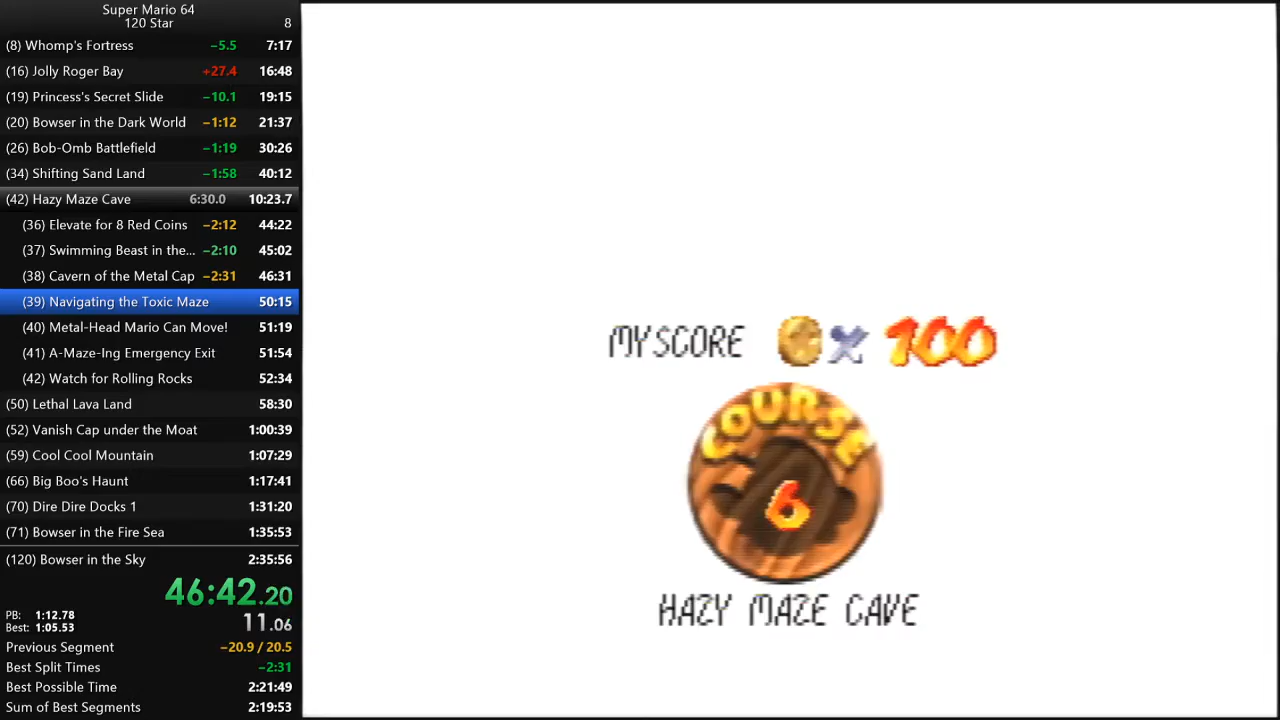 Super Mario 64
120 Star 8
(8) Whomp's Fortress −5.5 7:17
(16) Jolly Roger Bay +27.4 16:48
(19) Princess's Secret Slide −10.1 19:15
(20) Bowser in the Dark World −1:12 21:37
(26) Bob-Omb Battlefield −1:19 30:26
(34) Shifting Sand Land −1:58 40:12
(42) Hazy Maze Cave 6:30.0 10:23.7
(36) Elevate for 8 Red Coins −2:12 44:22
(37) Swimming Beast in the... −2:10 45:02
(38) Cavern of the Metal Cap −2:31 46:31
(39) Navigating the Toxic Maze 50:15
(40) Metal-Head Mario Can Move! 51:19
(41) A-Maze-Ing Emergency Exit 51:54
(42) Watch for Rolling Rocks 52:34
(50) Lethal Lava Land 58:30
(52) Vanish Cap under the Moat 1:00:39
(59) Cool Cool Mountain 1:07:29
(66) Big Boo's Haunt 1:17:41
(70) Dire Dire Docks 1 1:31:20
(71) Bowser in the Fire Sea 1:35:53
(120) Bowser in the Sky 2:35:56
46:42.20
PB: 1:12.78
Best: 1:05.53 11.06
Previous Segment −20.9 / 20.5
Best Split Times −2:31
Best Possible Time 2:21:49
Sum of Best Segments 2:19:53
MY SCORE × 100
COURSE
6
HAZY MAZE CAVE